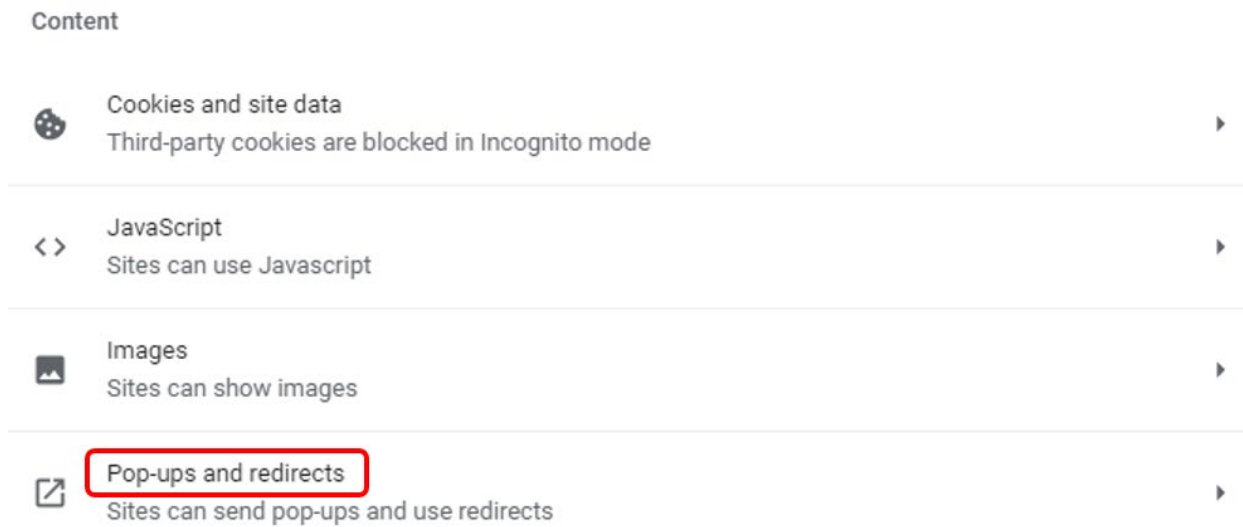 Content
Cookies and site data
Third-party cookies are blocked in Incognito mode
JavaScript
Sites can use Javascript
Images
Sites can show images
Pop-ups and redirects
Sites can send pop-ups and use redirects